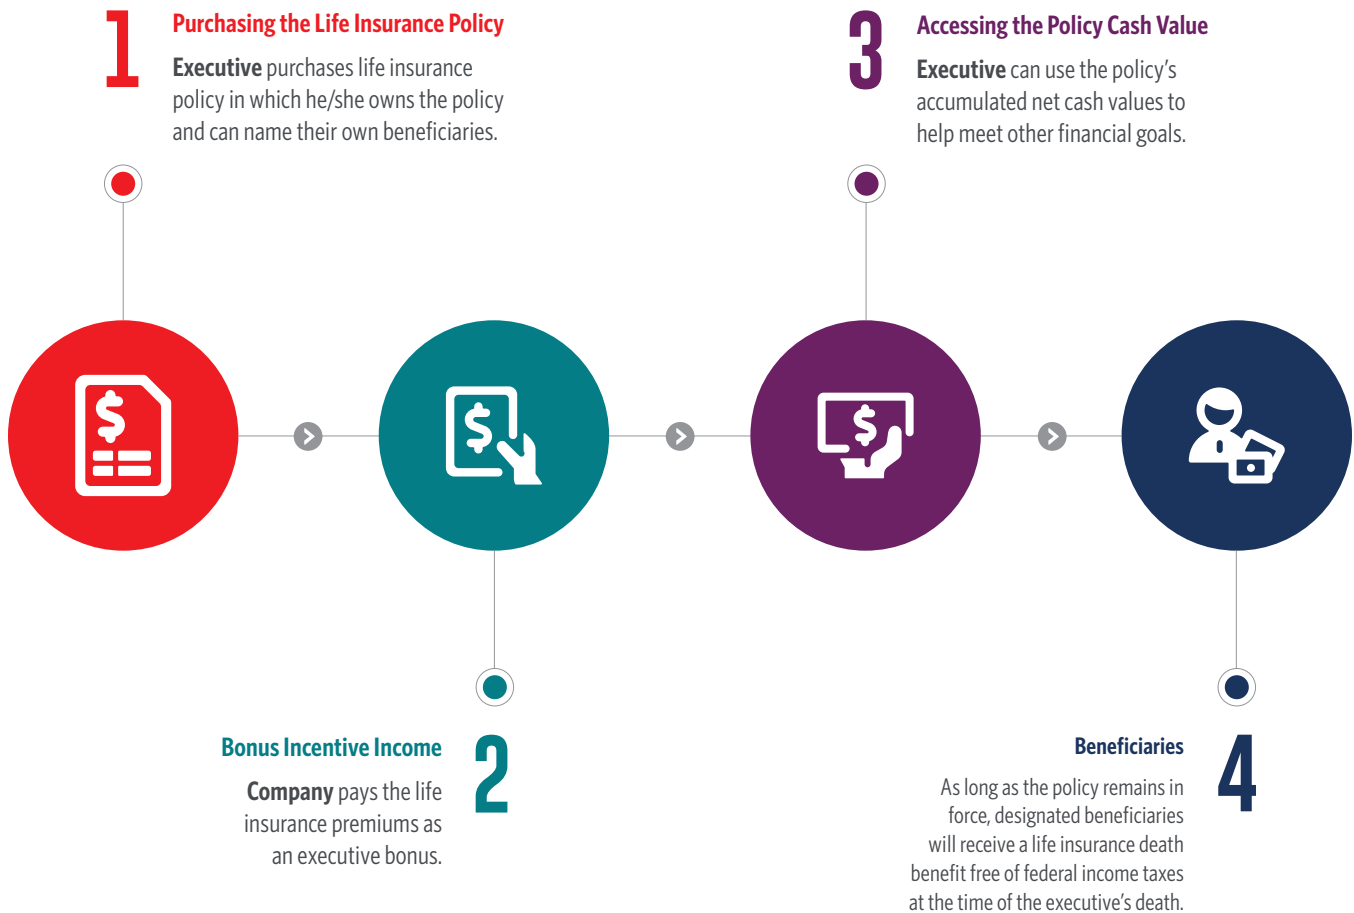 1
Purchasing the Life Insurance Policy
Executive purchases life insurance
policy in which he/she owns the policy
and can name their own beneficiaries.
$
2
Bonus Incentive Income
Company pays the life
insurance premiums as
an executive bonus.
$
3
Accessing the Policy Cash Value
Executive can use the policy's
accumulated net cash values to
help meet other financial goals.
$
4
Beneficiaries
As long as the policy remains in
force, designated beneficiaries
will receive a life insurance death
benefit free of federal income taxes
at the time of the executive's death.